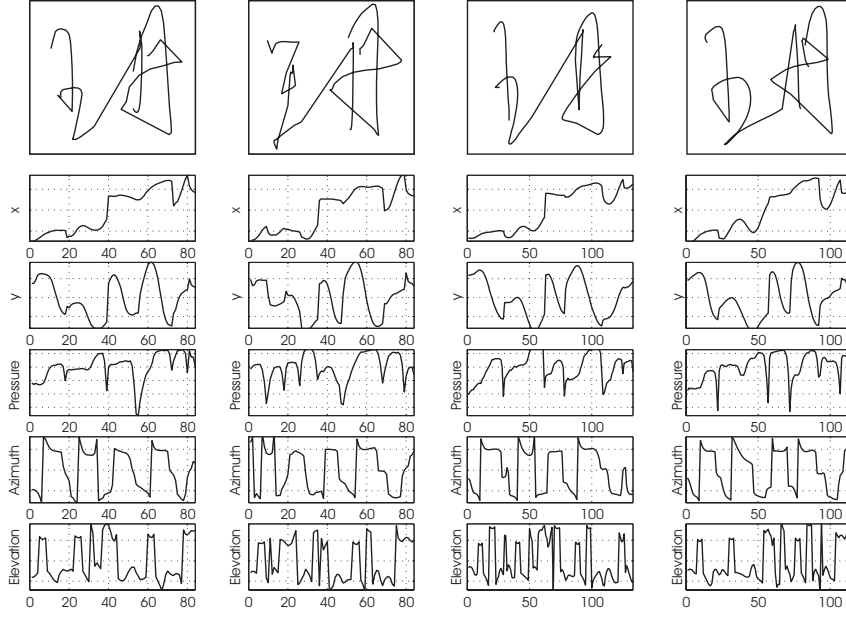 x x x x
0 20 40 60 80 0 20 40 60 80 0 50 100 0 50 100
y y y y
0 20 40 60 80 0 20 40 60 80 0 50 100 0 50 100
Pressure Pressure Pressure Pressure
0 20 40 60 80 0 20 40 60 80 0 50 100 0 50 100
Azimuth Azimuth Azimuth Azimuth
0 20 40 60 80 0 20 40 60 80 0 50 100 0 50 100
Elevation Elevation Elevation Elevation
0 20 40 60 80 0 20 40 60 80 0 50 100 0 50 100